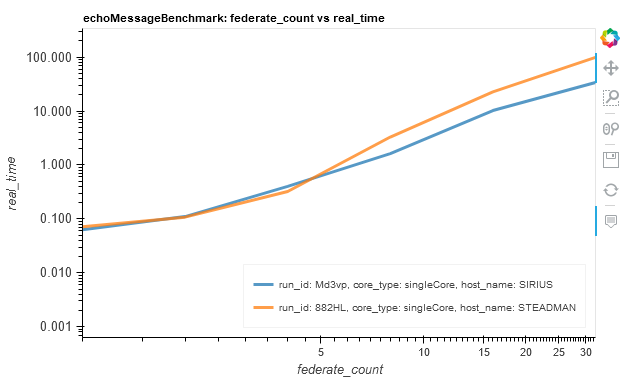 echoMessageBenchmark: federate_count vs real_time
100.000
10.000
1.000
0.100
0.010
0.001
real_time
run_id: Md3vp, core_type: singleCore, host_name: SIRIUS
run_id: 882HL, core_type: singleCore, host_name: STEADMAN
5 10 15 20 25 30
federate_count